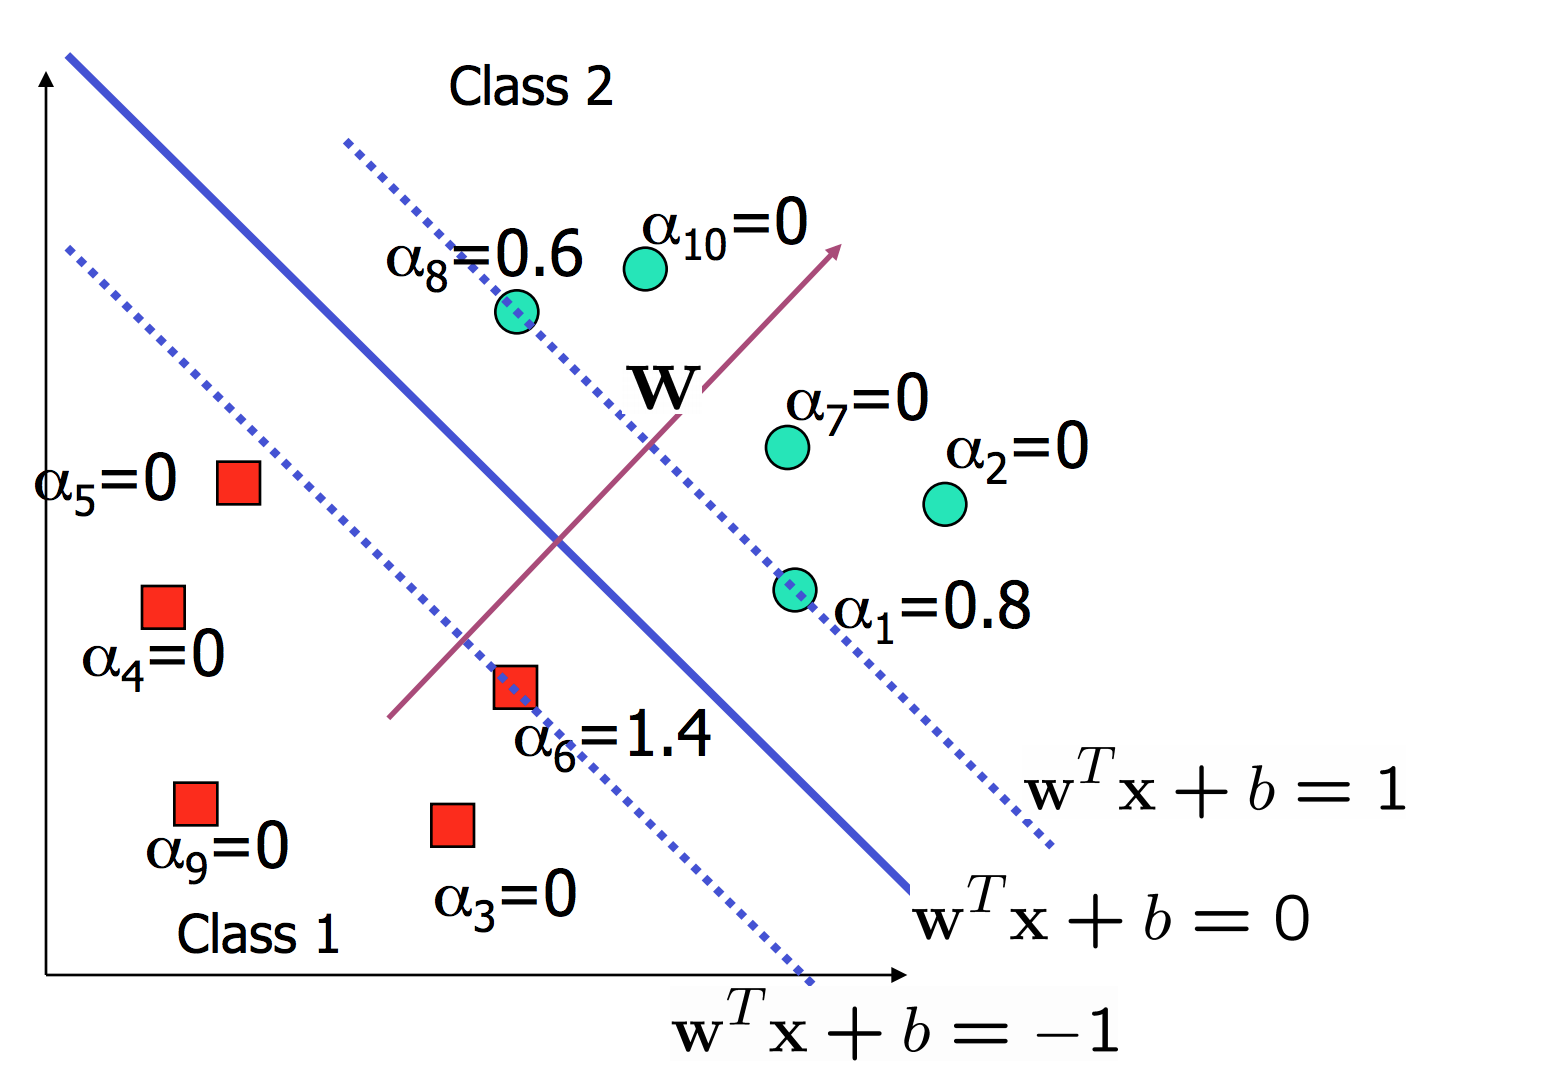 Class 2
α10=0
α8=0.6
w
α7=0
α2=0
α5=0
α1=0.8
α4=0
α6=1.4
wᵀx + b = 1
α9=0
α3=0
Class 1
wᵀx + b = 0
wᵀx + b = −1